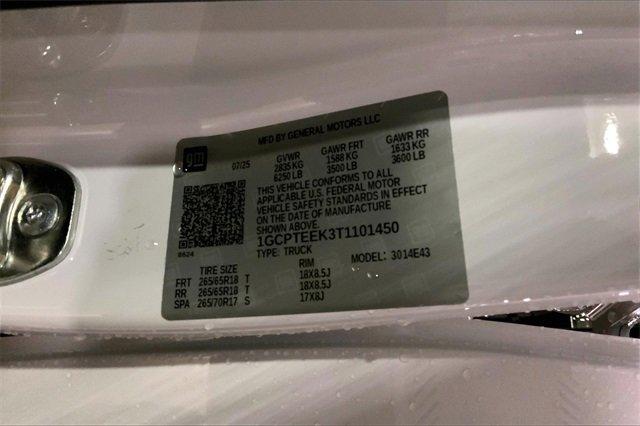 MFD BY GENERAL MOTORS LLC
gm 07/25 GVWR GAWR FRT GAWR RR
2835 KG 1588 KG 1633 KG
6250 LB 3500 LB 3600 LB
THIS VEHICLE CONFORMS TO ALL
APPLICABLE U.S. FEDERAL MOTOR
VEHICLE SAFETY STANDARDS IN EFFECT
ON THE DATE OF MANUFACTURE
SHOWN ABOVE.
1GCPTEEK3T1101450
8624 TYPE: TRUCK MODEL: 3014E43
TIRE SIZE RIM
FRT 265/65R18 T 18X8.5J
RR 265/65R18 T 18X8.5J
SPA 265/70R17 S 17X8J